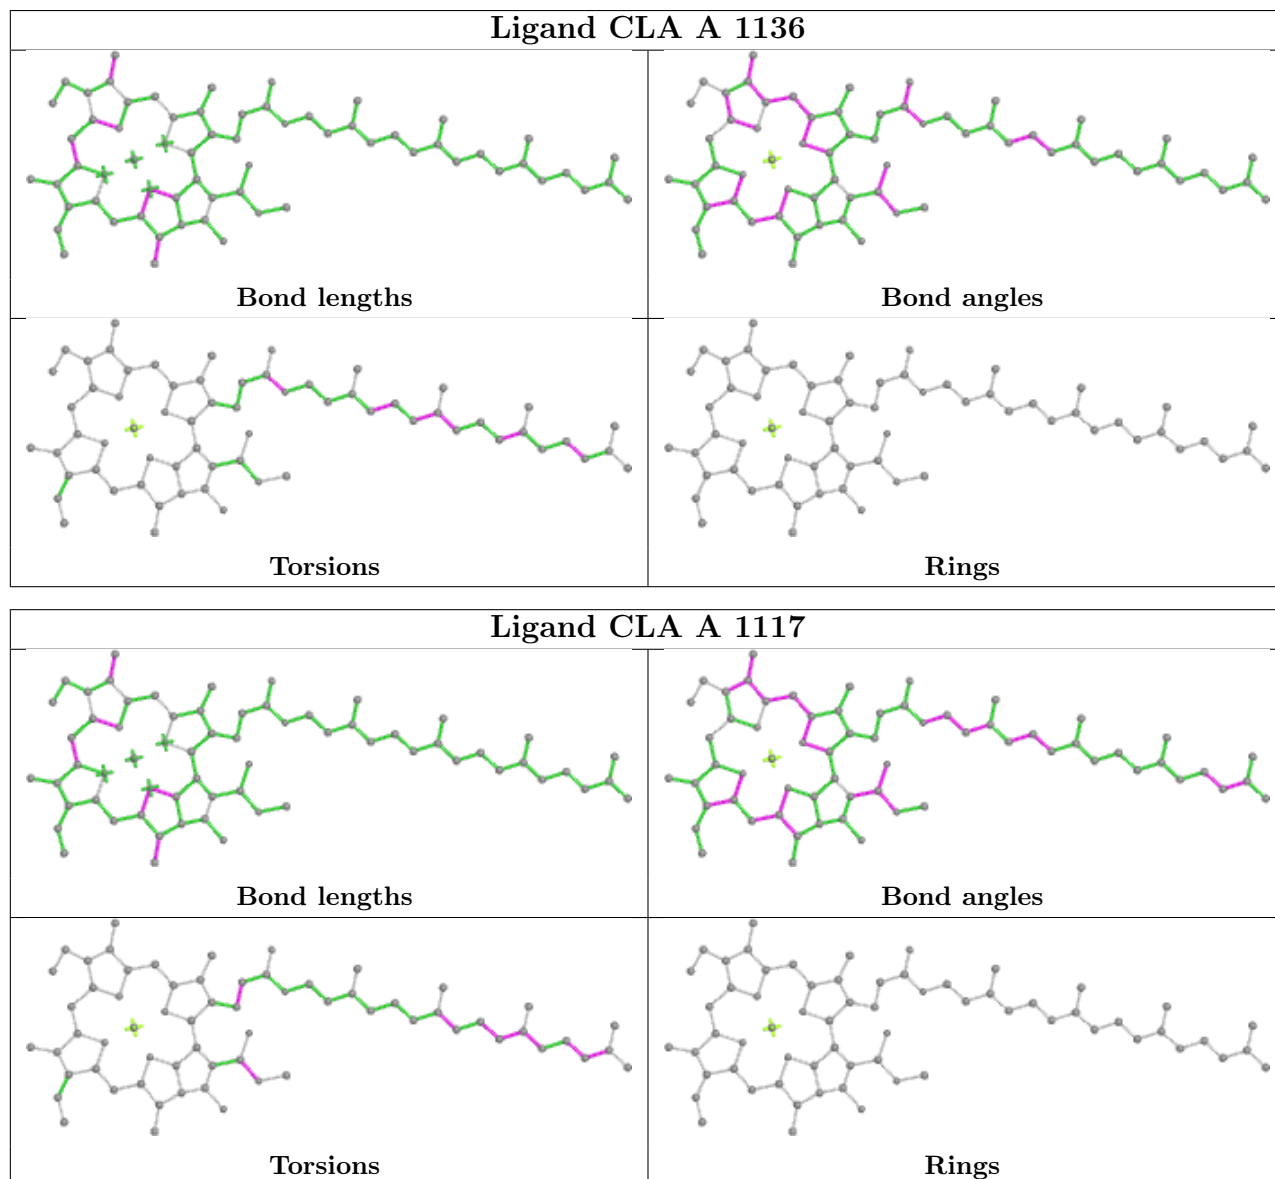 Ligand CLA A 1136
Bond lengths
Bond angles
Torsions
Rings
Ligand CLA A 1117
Bond lengths
Bond angles
Torsions
Rings